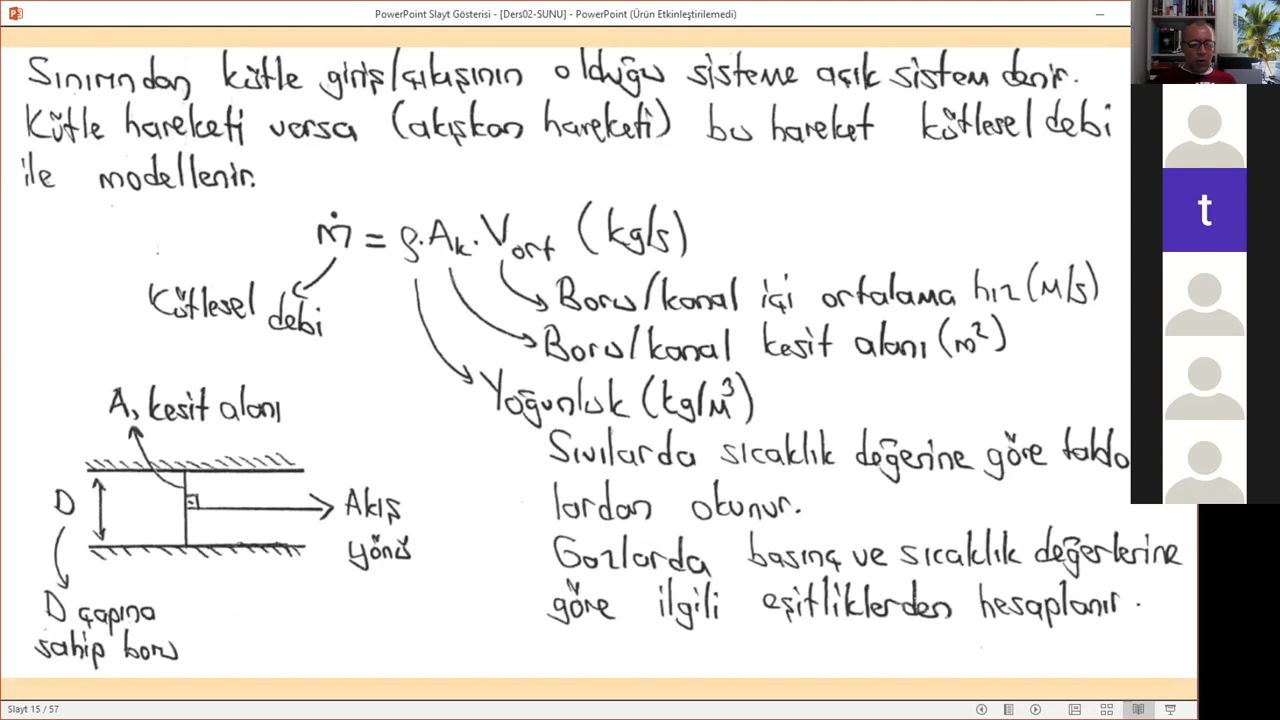 PowerPoint Slayt Gösterisi - [Ders02-SUNU] - PowerPoint (Ürün Etkinleştirilemedi)
Sınırından kütle giriş/çıkışının olduğu sisteme açık sistem denir.
Kütle hareketi varsa (akışkan hareketi) bu hareket kütlesel debi
ile modellenir.
ṁ = ρ.Ak.Vort (kg/s)
Kütlesel debi
Boru/kanal içi ortalama hız (m/s)
Boru/kanal kesit alanı (m²)
Yoğunluk (kg/m³)
Sıvılarda sıcaklık değerine göre tablo
lardan okunur.
Gazlarda basınç ve sıcaklık değerlerine
göre ilgili eşitliklerden hesaplanır.
A, kesit alanı
D
Akış
yönü
D çapına
sahip boru
t
Slayt 15 / 57